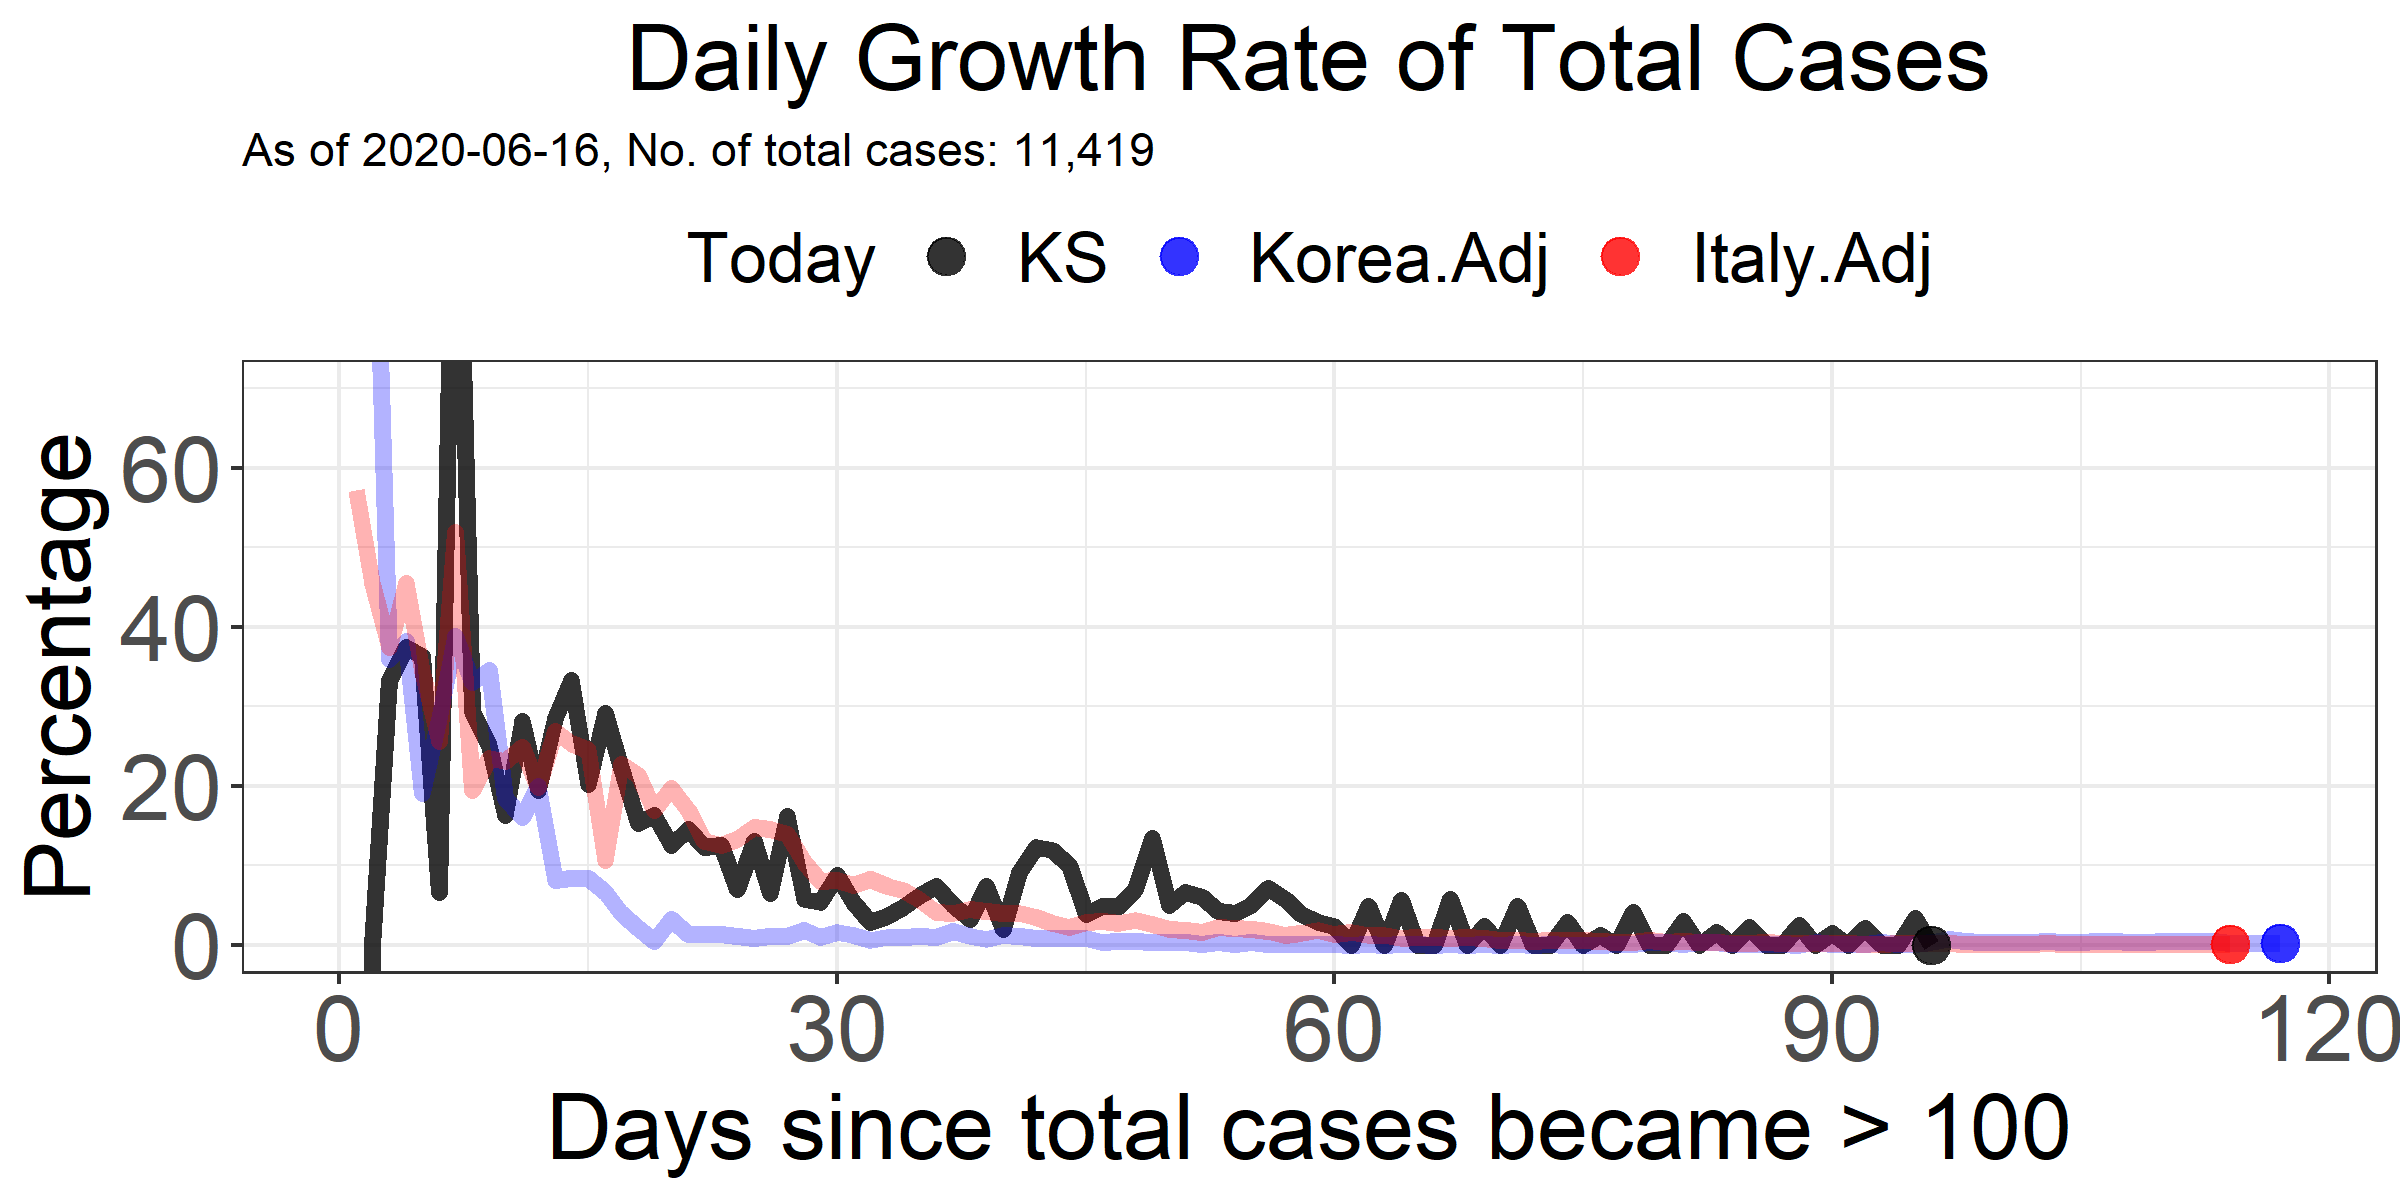 Daily Growth Rate of Total Cases
As of 2020-06-16, No. of total cases: 11,419
Today KS Korea.Adj Italy.Adj
Percentage
60
40
20
0
0 30 60 90 120
Days since total cases became > 100